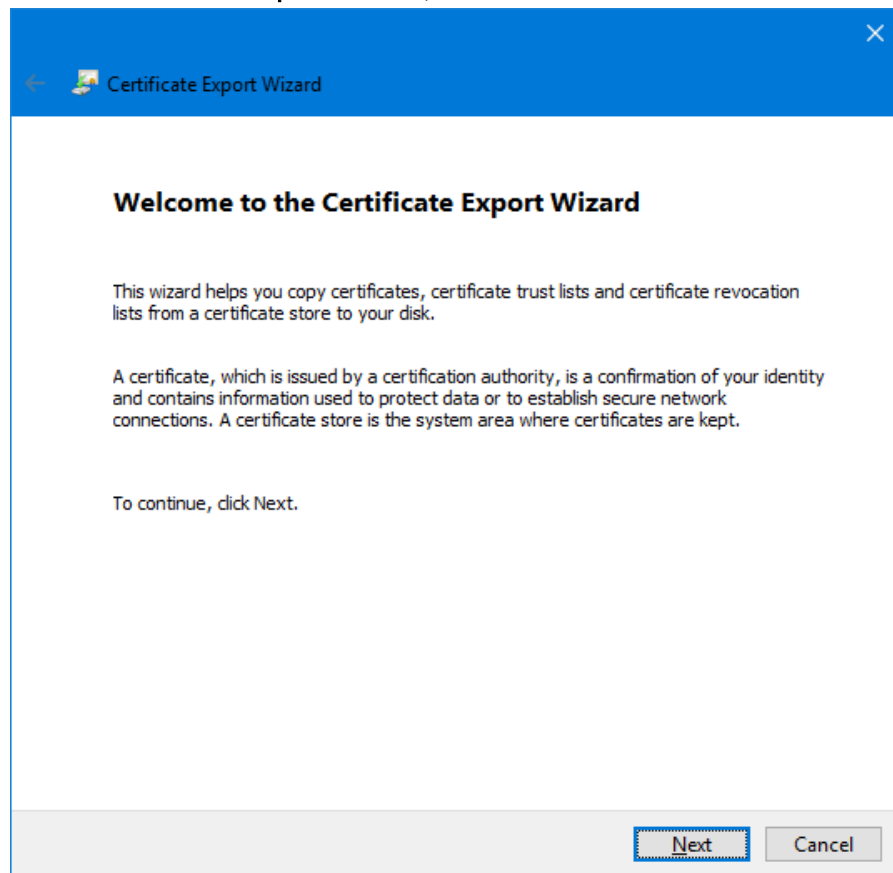 Certificate Export Wizard
Welcome to the Certificate Export Wizard
This wizard helps you copy certificates, certificate trust lists and certificate revocation
lists from a certificate store to your disk.
A certificate, which is issued by a certification authority, is a confirmation of your identity
and contains information used to protect data or to establish secure network
connections. A certificate store is the system area where certificates are kept.
To continue, click Next.
Next Cancel